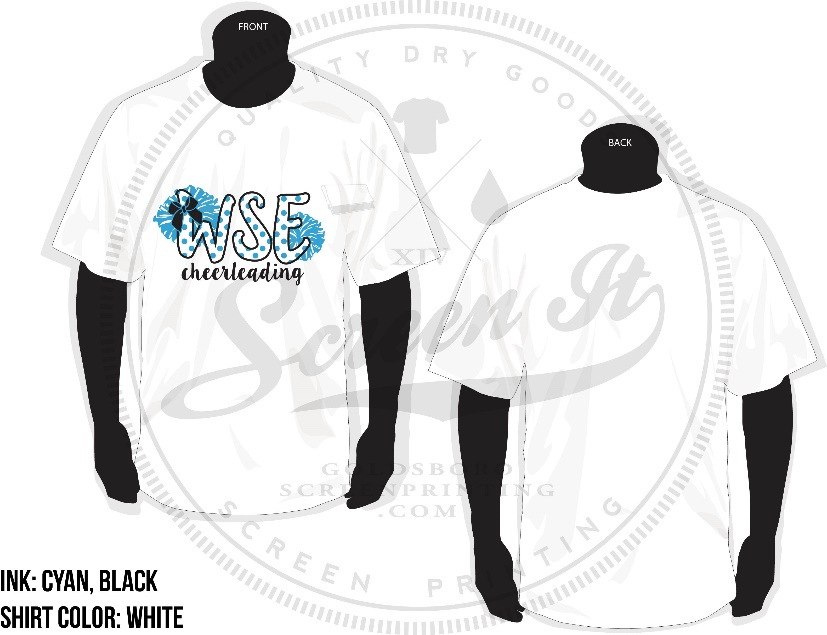 FRONT
BACK
WSE
cheerleading
QUALITY DRY GOODS
XIV
Screen It
GOLDSBORO
SCREENPRINTING
.COM
SCREEN PRINTING
INK: CYAN, BLACK
SHIRT COLOR: WHITE